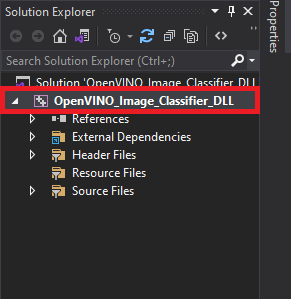 Solution Explorer
Search Solution Explorer (Ctrl+;)
Solution 'OpenVINO_Image_Classifier_DLL
OpenVINO_Image_Classifier_DLL
References
External Dependencies
Header Files
Resource Files
Source Files
Properties